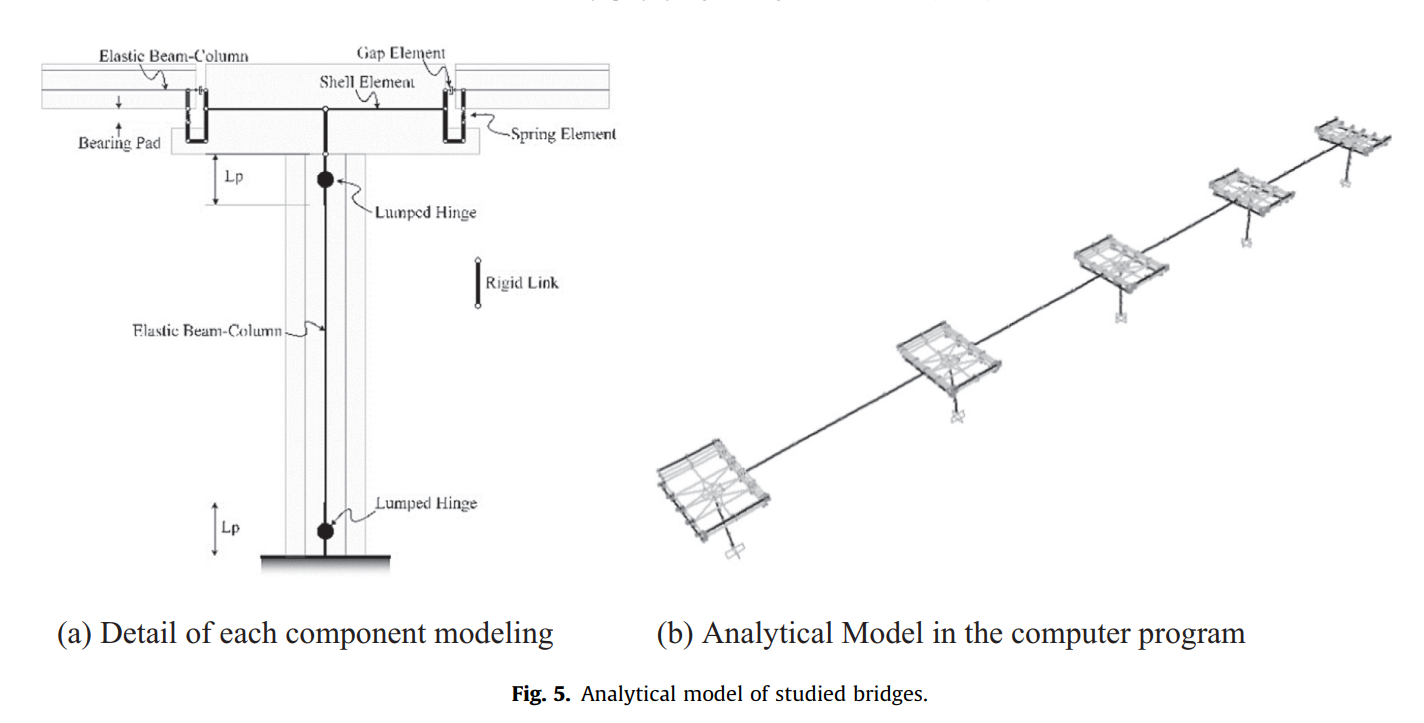 Elastic Beam-Column
Gap Element
Shell Element
Bearing Pad
Spring Element
Lp
Lumped Hinge
Rigid Link
Elastic Beam-Column
Lumped Hinge
Lp
(a) Detail of each component modeling
(b) Analytical Model in the computer program
Fig. 5. Analytical model of studied bridges.